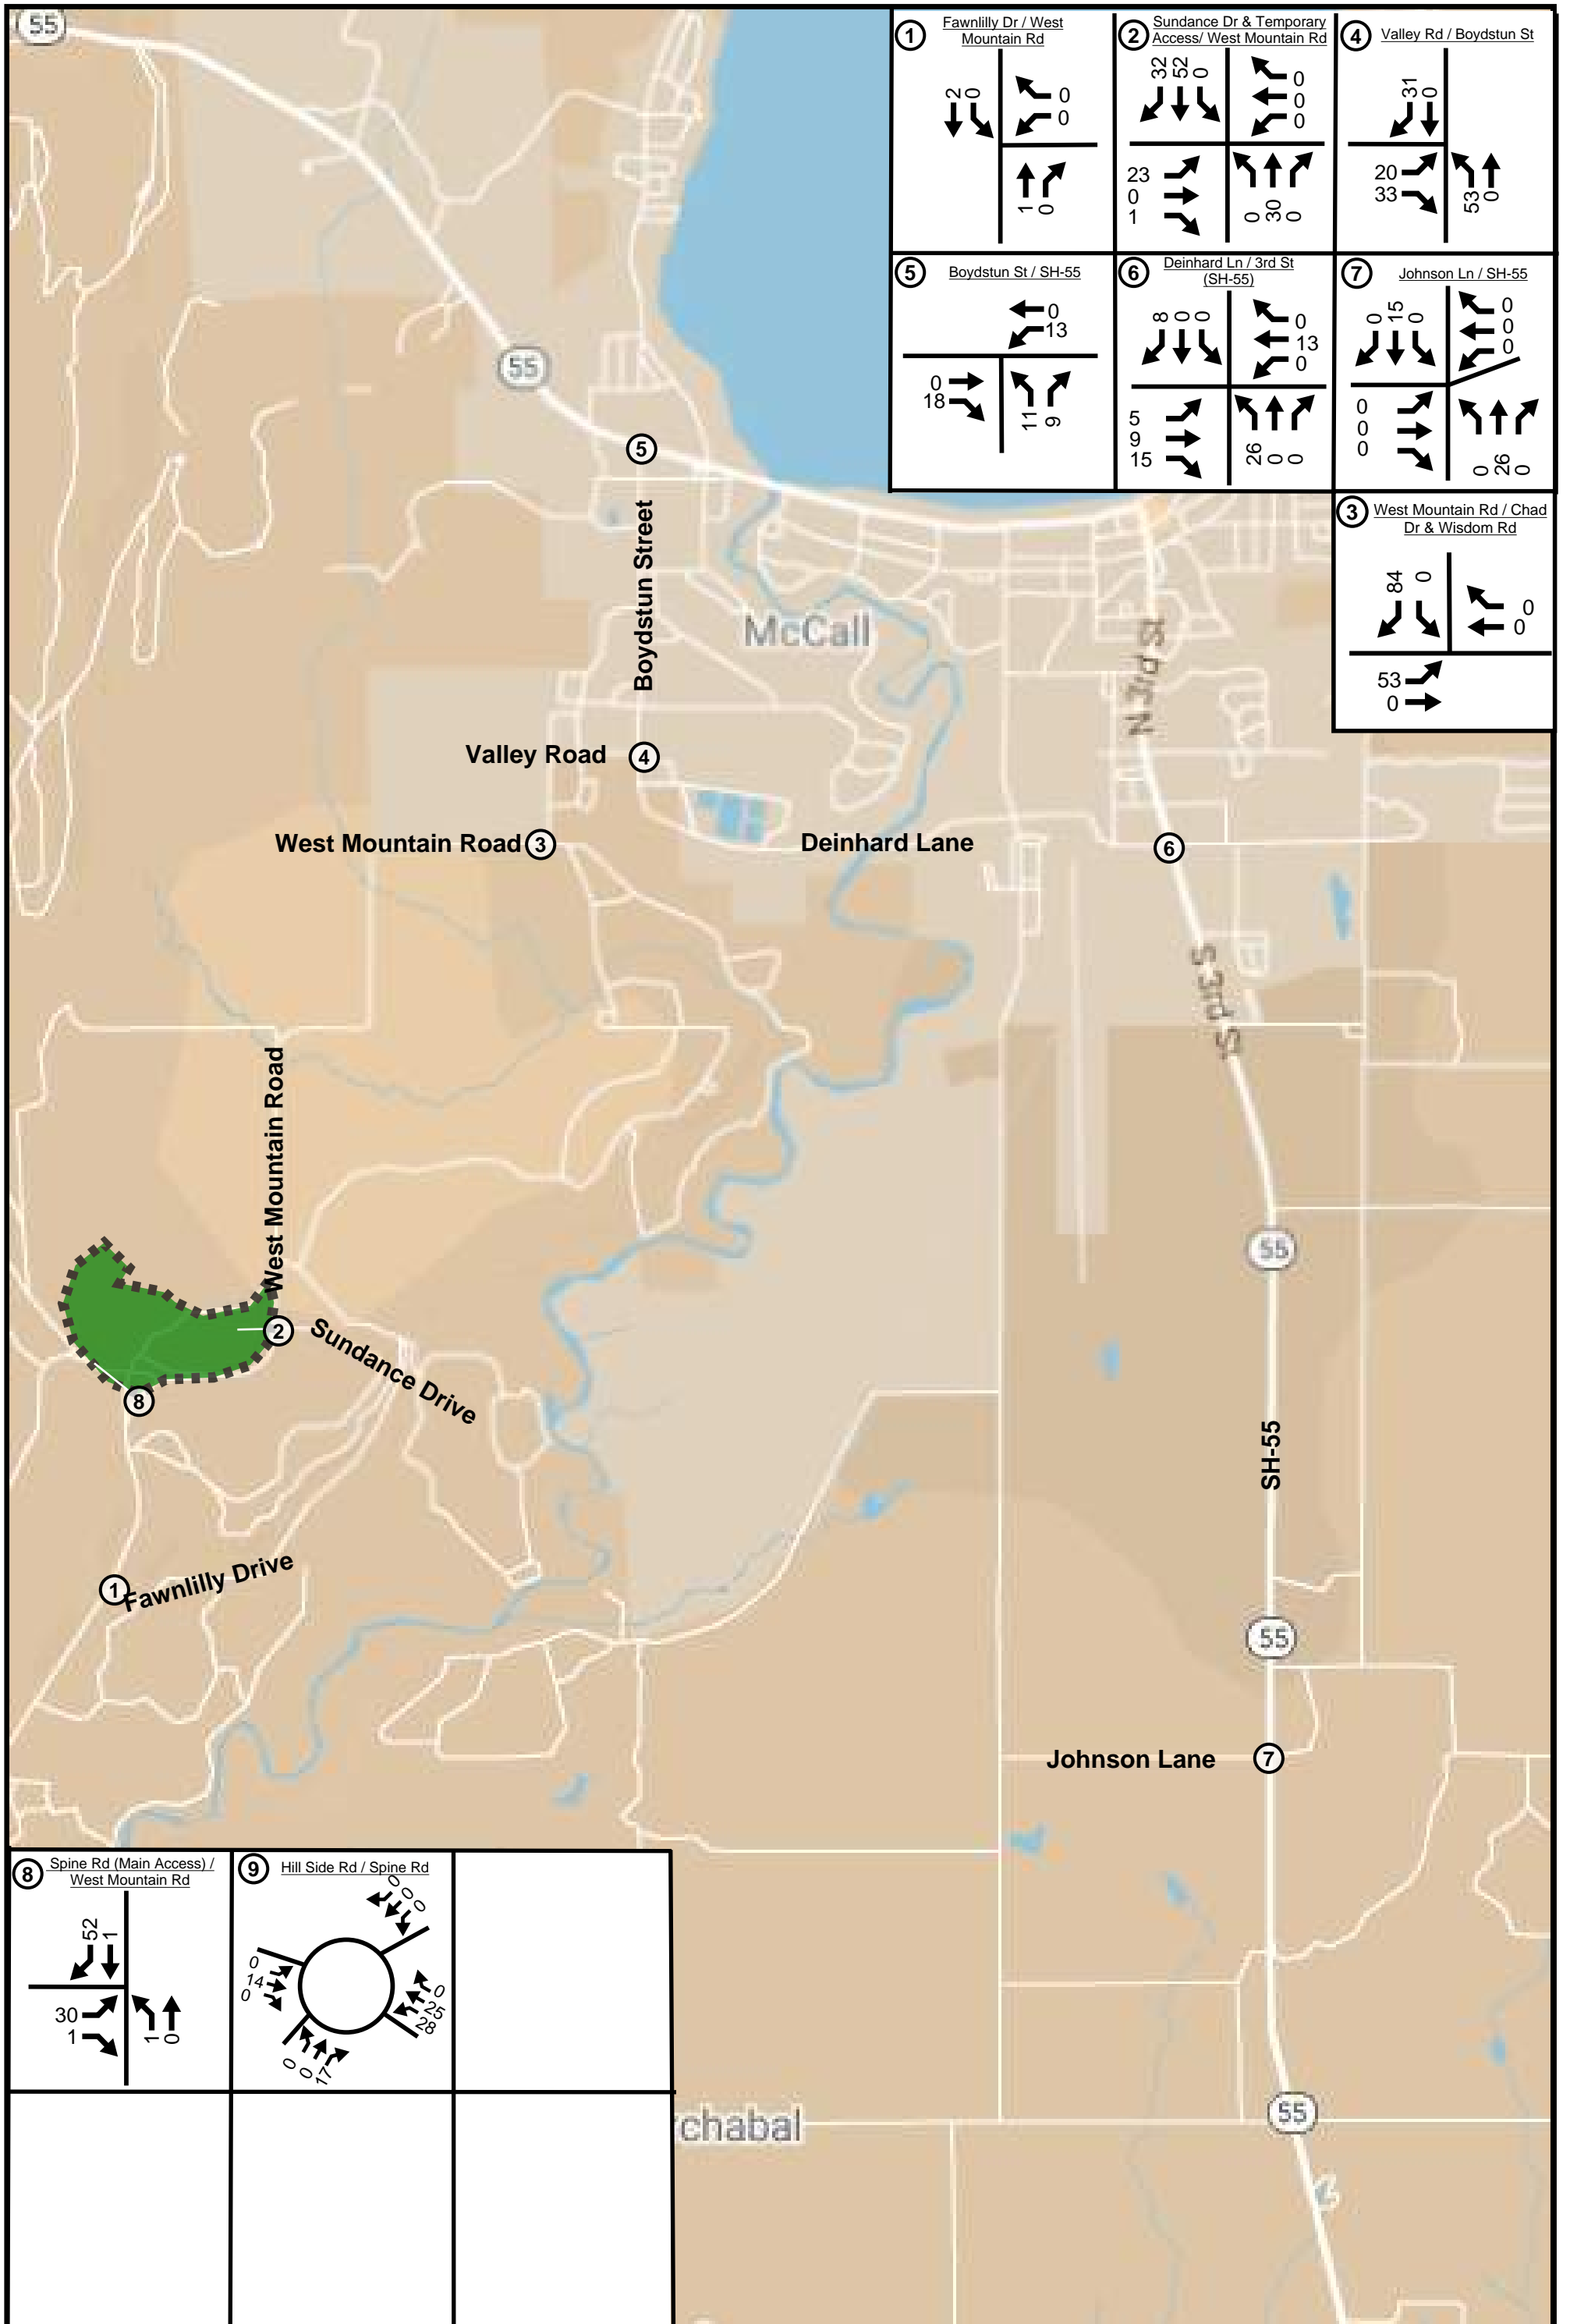 55
1
Fawnlilly Dr / West
Mountain Rd
2 0
0
0
1 0
2
Sundance Dr & Temporary
Access/ West Mountain Rd
32 52 0
0
0
0
23
0
1
0 30 0
4
Valley Rd / Boydstun St
31 0
20
33
53 0
5
Boydstun St / SH-55
0
13
0
18
11 9
6
Deinhard Ln / 3rd St
(SH-55)
8 0 0
0
13
0
5
9
15
26 0 0
7
Johnson Ln / SH-55
0 15 0
0
0
0
0
0
0
0 26 0
3
West Mountain Rd / Chad
Dr & Wisdom Rd
84 0
0
0
53
0
55
5
Boydstun Street
McCall
N 3rd St
Valley Road
4
West Mountain Road
3
Deinhard Lane
6
S 3rd St
West Mountain Road
55
2
Sundance Drive
8
SH-55
1
Fawnlilly Drive
55
Johnson Lane
7
8
Spine Rd (Main Access) /
West Mountain Rd
52 1
30
1
1 0
9
Hill Side Rd / Spine Rd
0 0 0
0
14
0
0
25
28
0 0 17
chabal
55